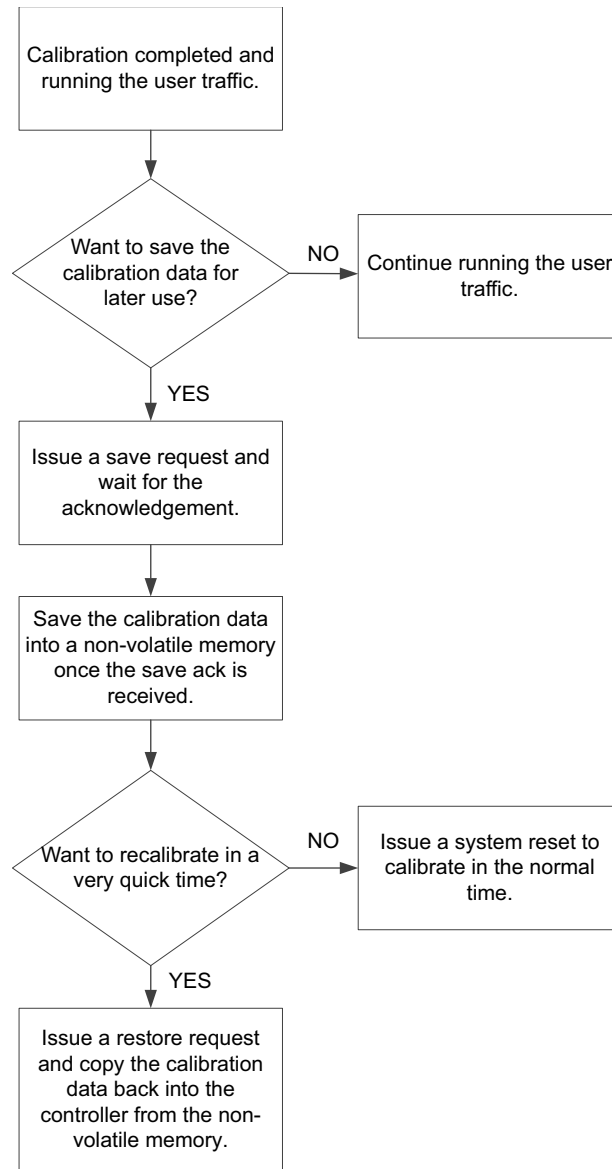 Calibration completed and
running the user traffic.
Want to save the
calibration data for
later use?
NO
Continue running the user
traffic.
YES
Issue a save request and
wait for the
acknowledgement.
Save the calibration data
into a non-volatile memory
once the save ack is
received.
Want to recalibrate in a
very quick time?
NO
Issue a system reset to
calibrate in the normal
time.
YES
Issue a restore request
and copy the calibration
data back into the
controller from the non-
volatile memory.